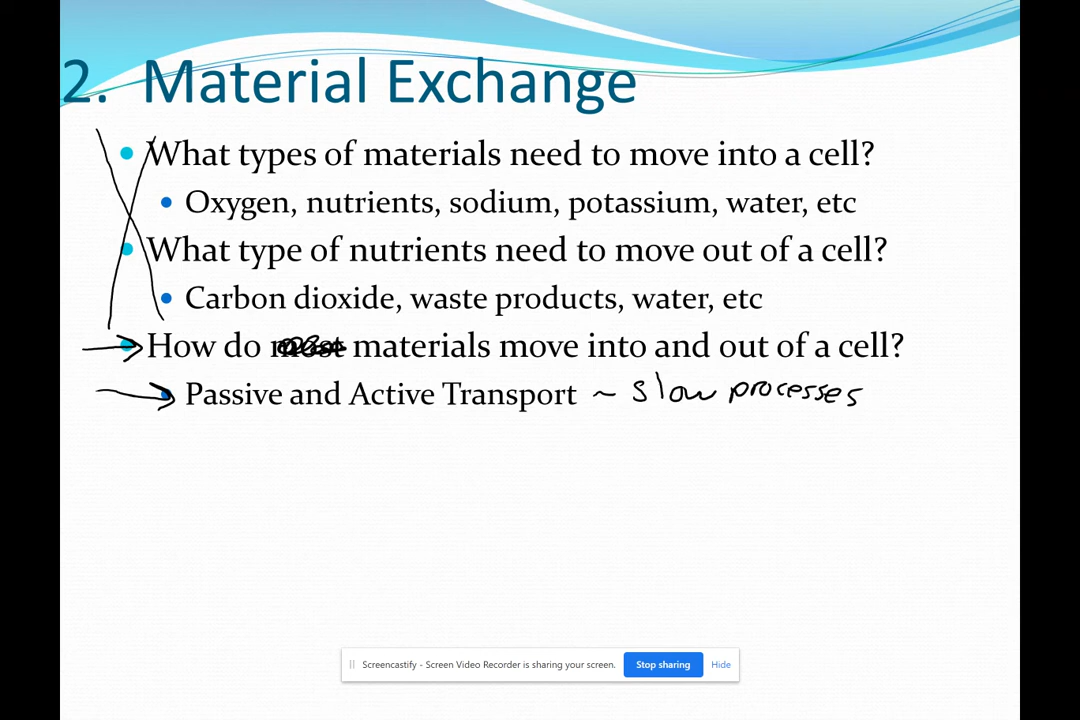 2. Material Exchange
What types of materials need to move into a cell?
Oxygen, nutrients, sodium, potassium, water, etc
What type of nutrients need to move out of a cell?
Carbon dioxide, waste products, water, etc
How do materials move into and out of a cell?
Passive and Active Transport ~ slow processes
Screencastify - Screen Video Recorder is sharing your screen. Stop sharing Hide